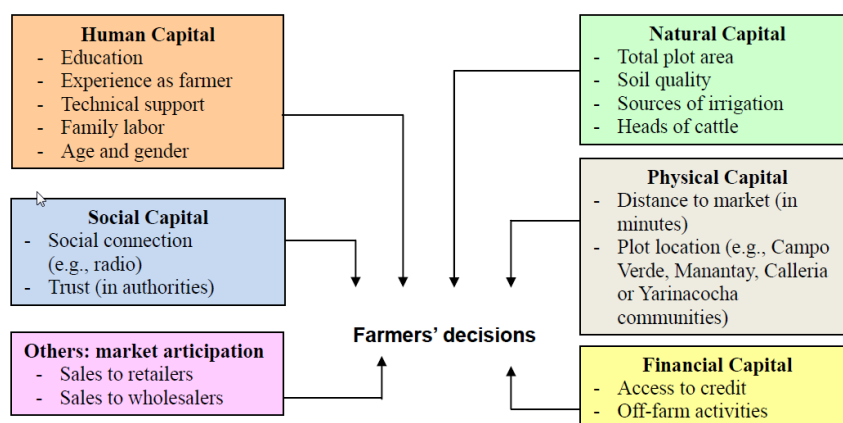 Human Capital
- Education
- Experience as farmer
- Technical support
- Family labor
- Age and gender
Social Capital
- Social connection
(e.g., radio)
- Trust (in authorities)
Others: market articipation
- Sales to retailers
- Sales to wholesalers
Farmers’ decisions
Natural Capital
- Total plot area
- Soil quality
- Sources of irrigation
- Heads of cattle
Physical Capital
- Distance to market (in
minutes)
- Plot location (e.g., Campo
Verde, Manantay, Calleria
or Yarinacocha
communities)
Financial Capital
- Access to credit
- Off-farm activities